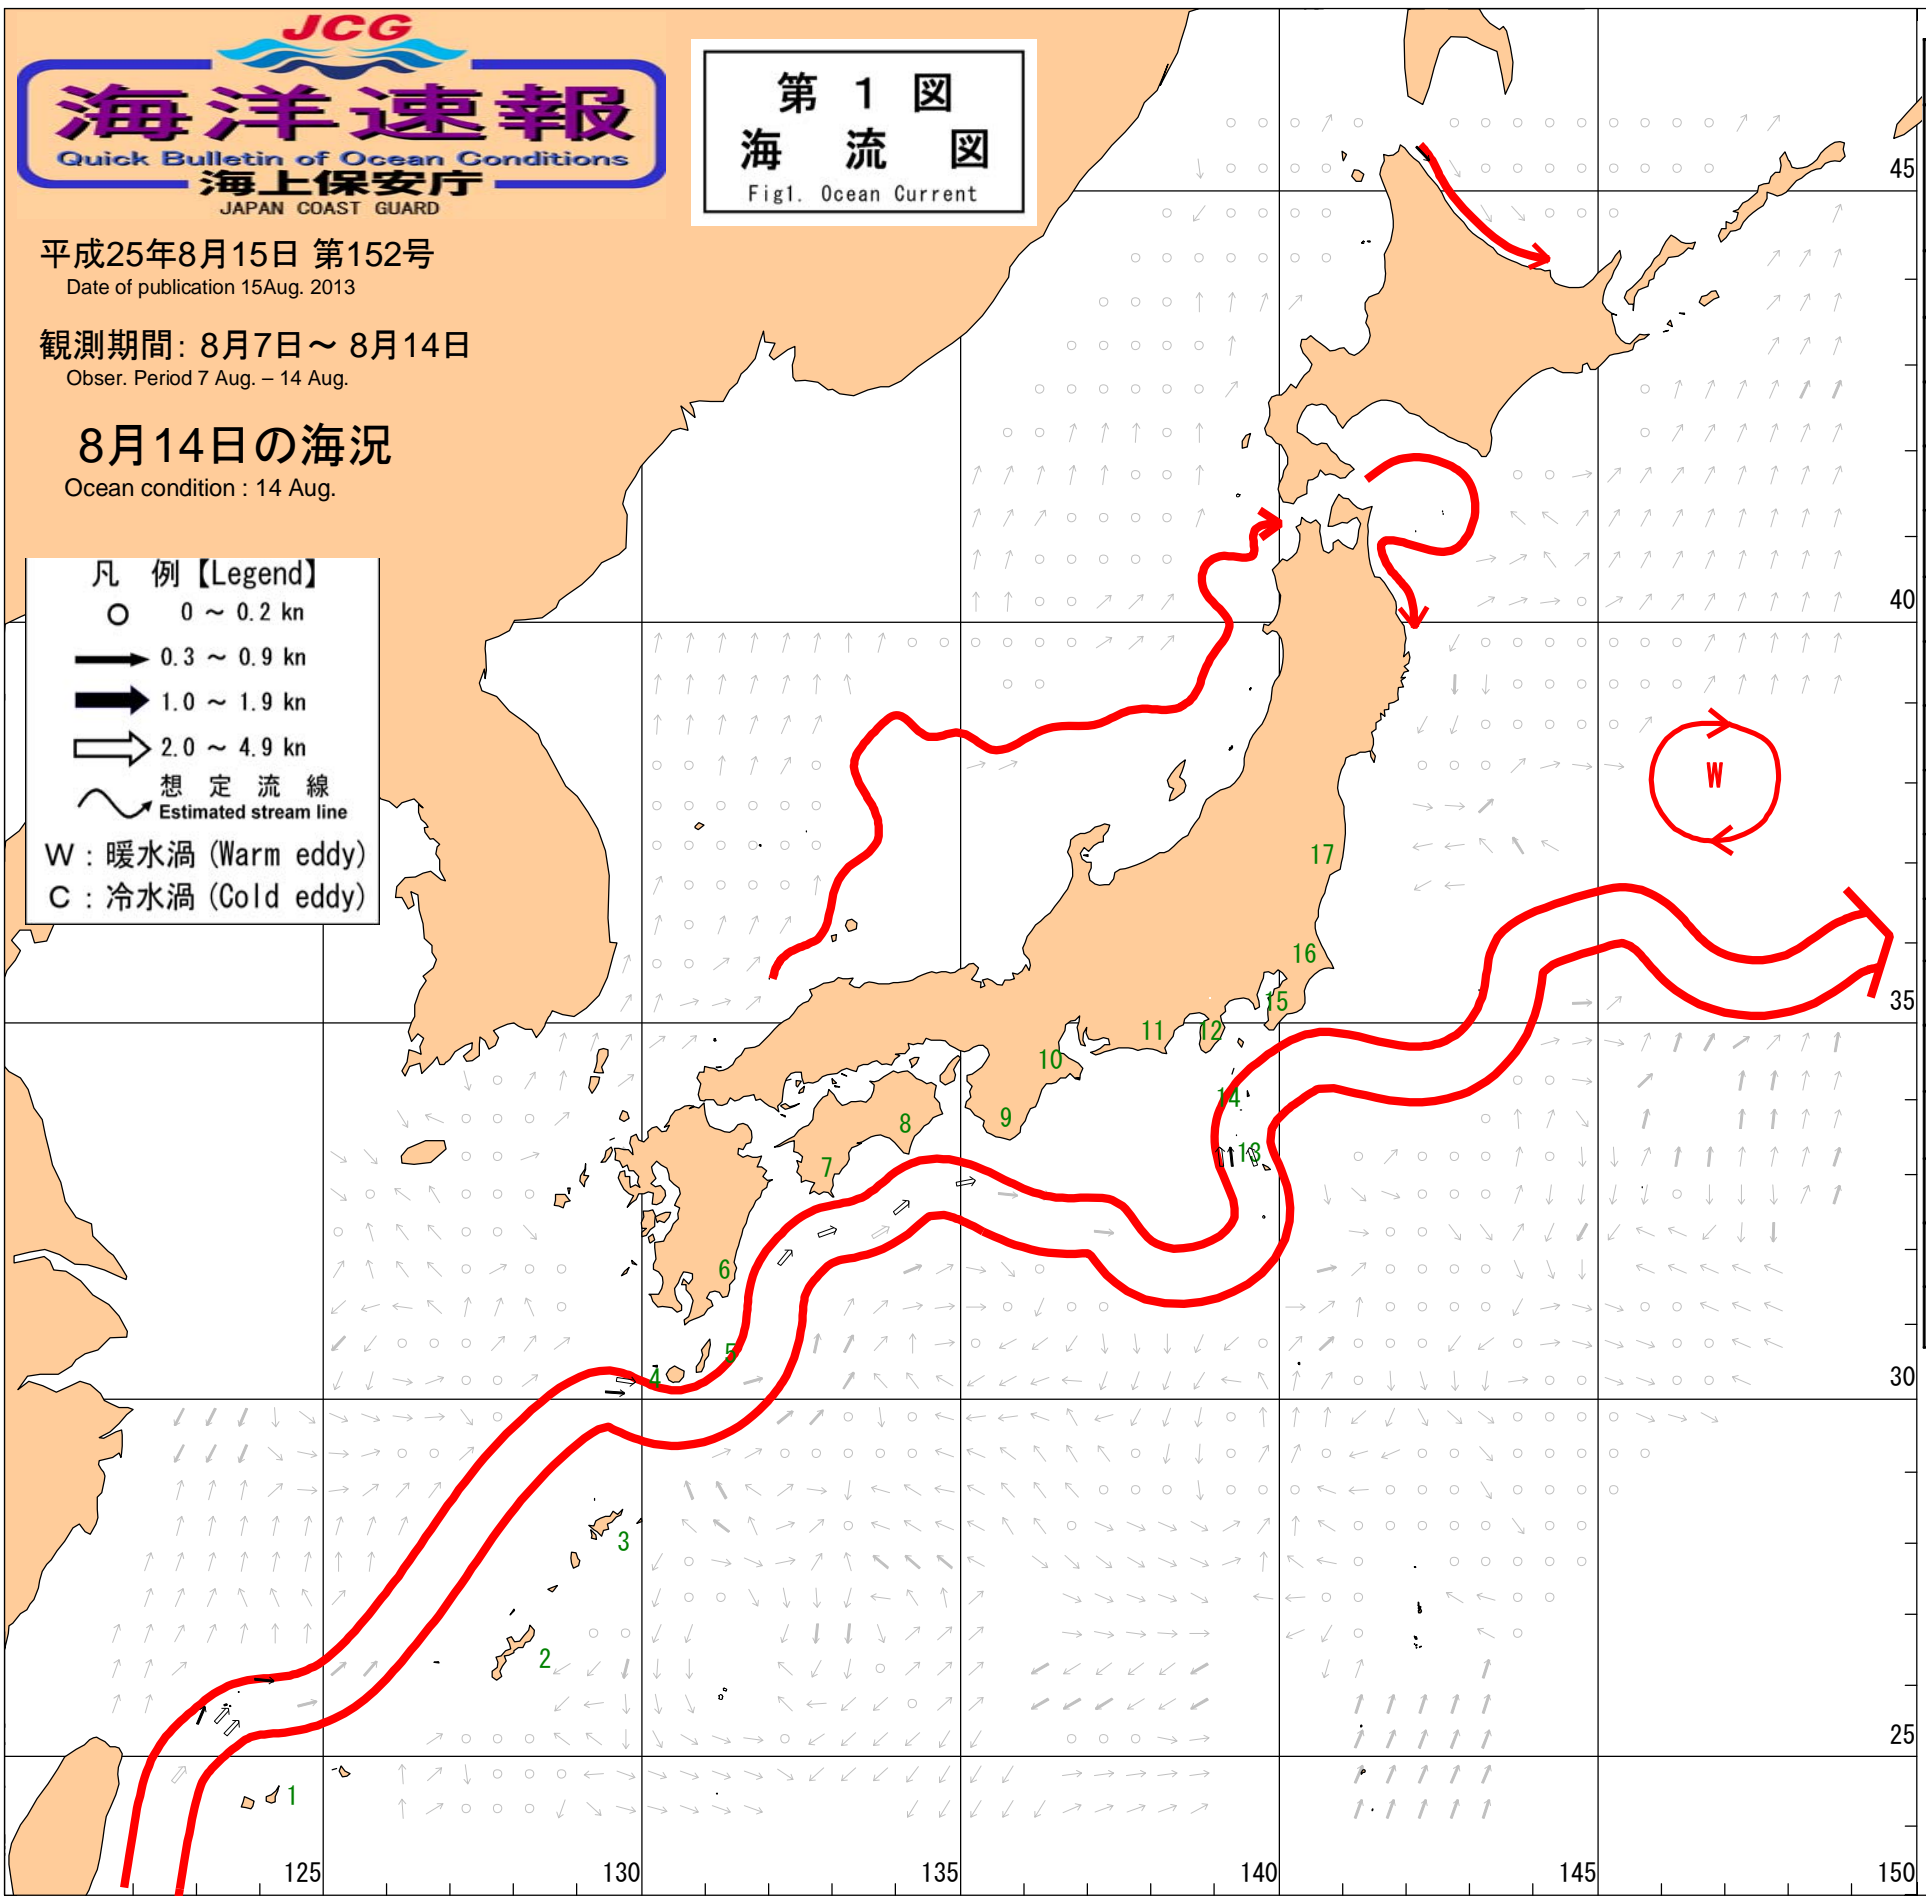 JCG
海洋速報
Quick Bulletin of Ocean Conditions
海上保安庁
JAPAN COAST GUARD
第 1 図
海 流 図
Fig1. Ocean Current
平成25年8月15日 第152号
Date of publication 15Aug. 2013
観測期間: 8月7日～ 8月14日
Obser. Period 7 Aug. – 14 Aug.
8月14日の海況
Ocean condition : 14 Aug.
凡 例【Legend】
0 ～ 0.2 kn
0.3 ～ 0.9 kn
1.0 ～ 1.9 kn
2.0 ～ 4.9 kn
想 定 流 線
Estimated stream line
W : 暖水渦 (Warm eddy)
C : 冷水渦 (Cold eddy)
45
40
W
17
16
35
15
12
11
10
14
9
8
13
7
6
5
4
30
3
2
25
1
125
130
135
140
145
150